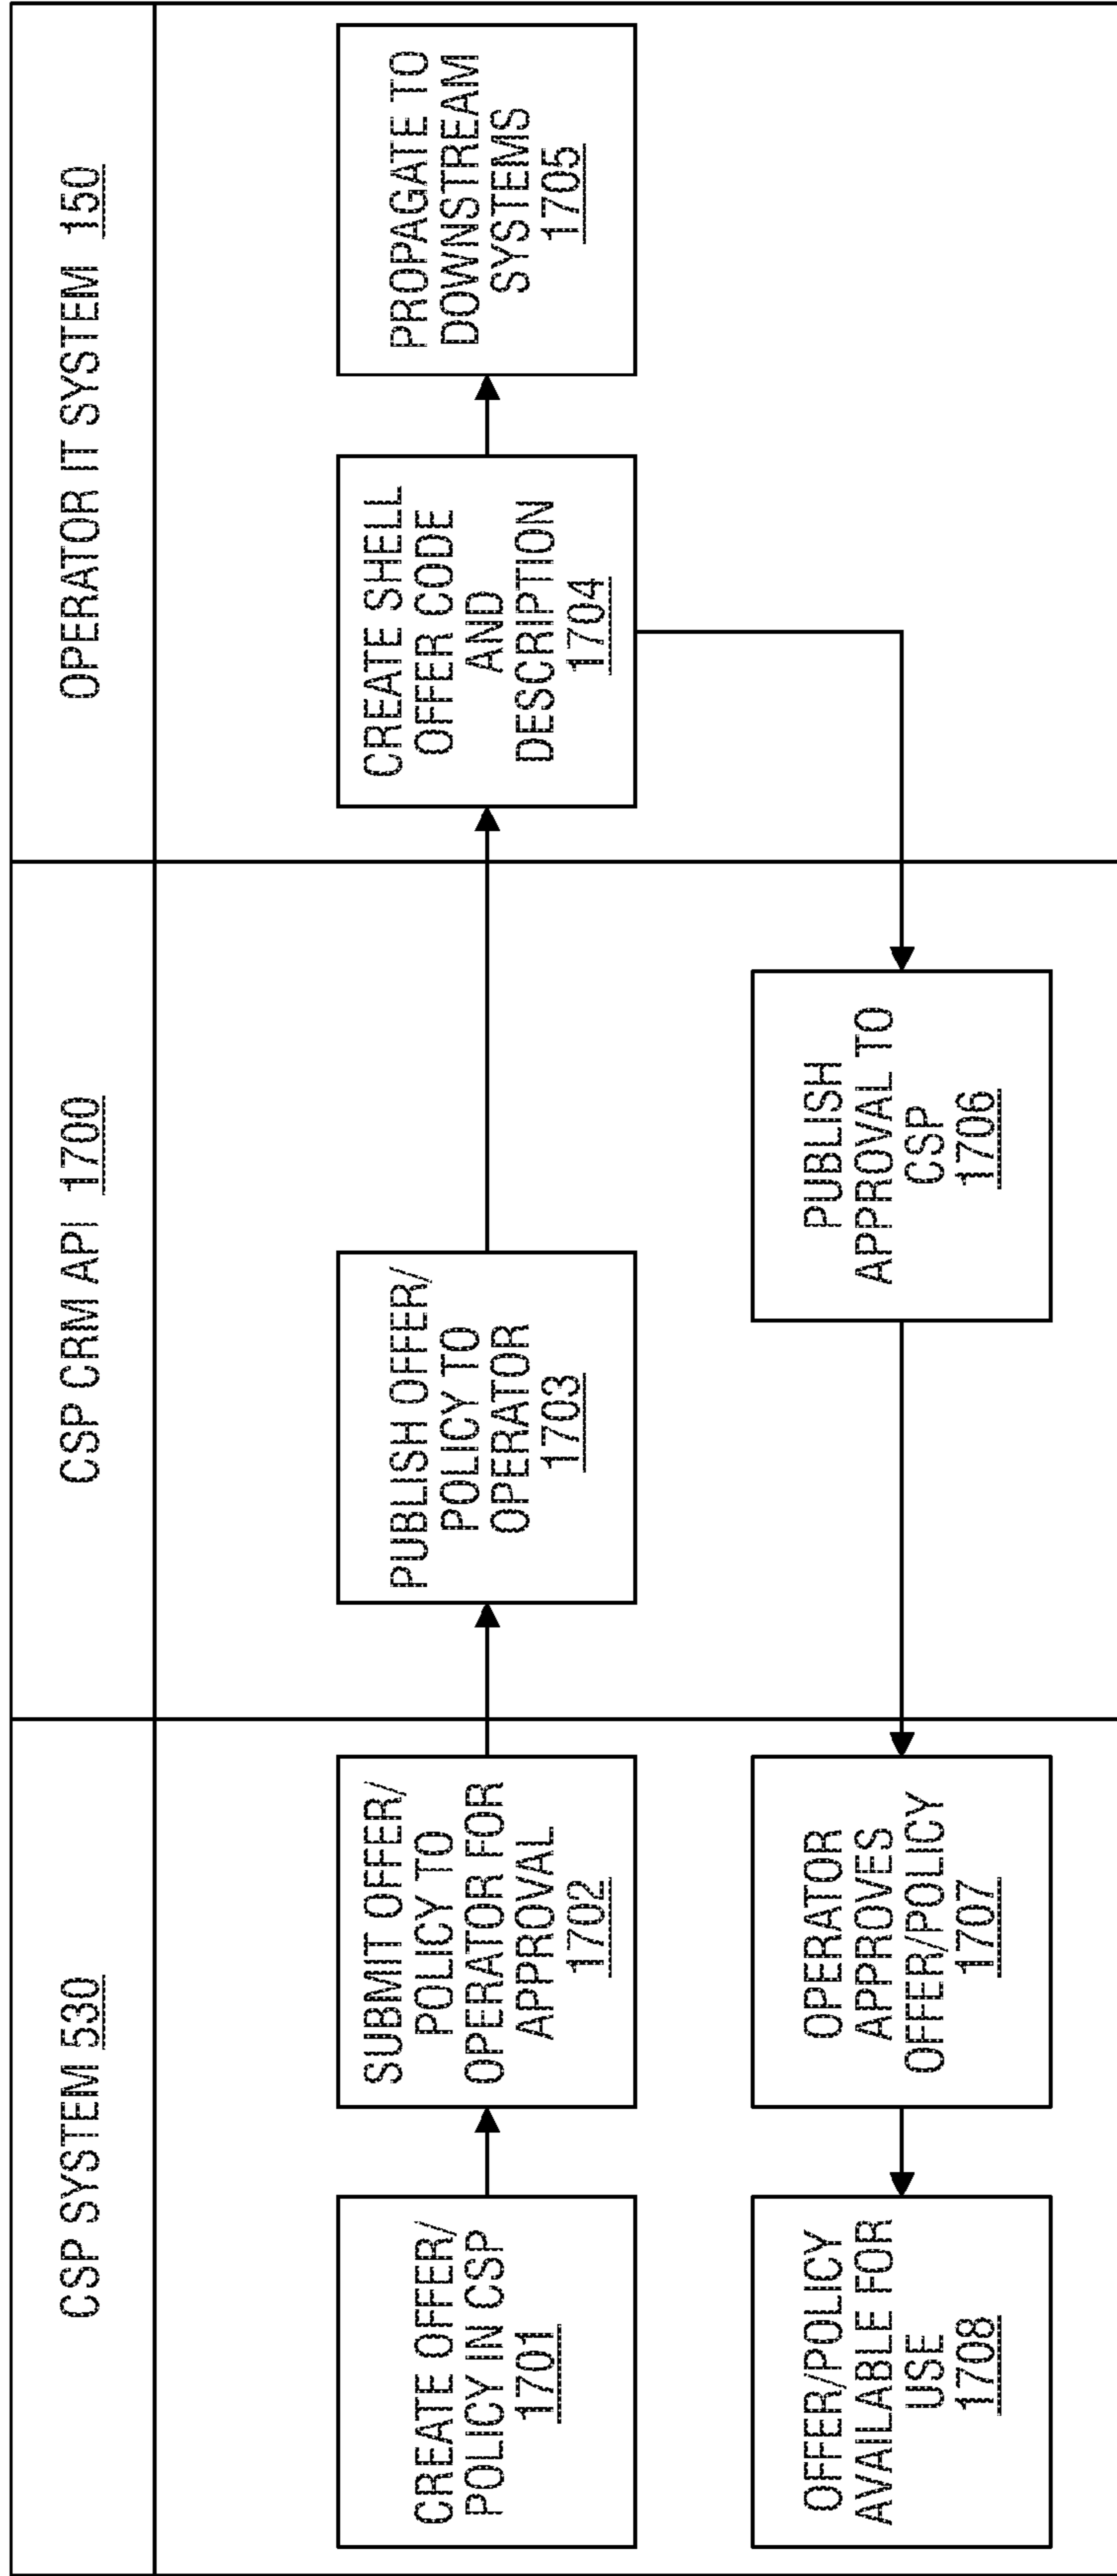 CSP SYSTEM 530
CSP CRM API 1700
OPERATOR IT SYSTEM 150
CREATE OFFER/
POLICY IN CSP
1701
SUBMIT OFFER/
POLICY TO
OPERATOR FOR
APPROVAL
1702
PUBLISH OFFER/
POLICY TO
OPERATOR
1703
CREATE SHELL
OFFER CODE
AND
DESCRIPTION
1704
PROPAGATE TO
DOWNSTREAM
SYSTEMS
1705
OFFER/POLICY
AVAILABLE FOR
USE
1708
OPERATOR
APPROVES
OFFER/POLICY
1707
PUBLISH
APPROVAL TO
CSP
1706